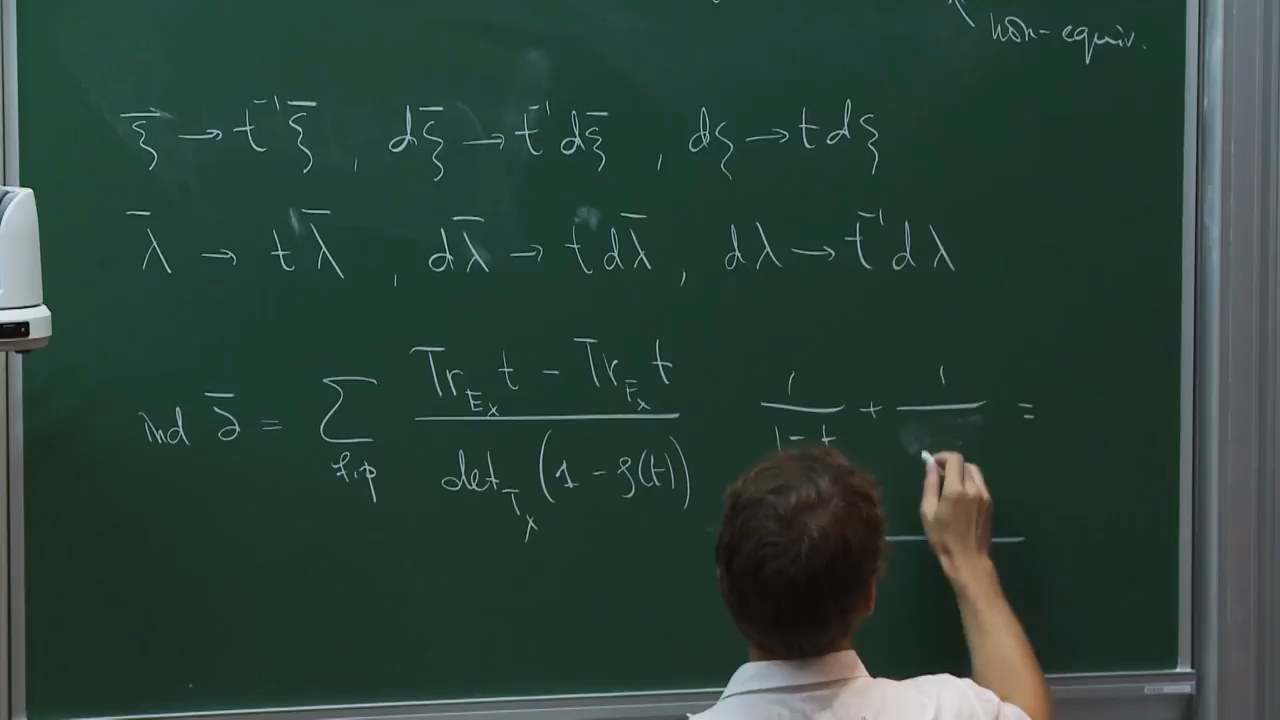 non-equiv.
ξ̄ → t⁻¹ ξ̄ , dξ̄ → t⁻¹ dξ̄ , dξ → t dξ
λ̄ → t λ̄ , dλ̄ → t dλ̄ , dλ → t⁻¹ d λ
ind ∂̄ = ∑_{f.p} (Tr_{E_x} t - Tr_{F_x} t) / (det_{T_x} (1 - ρ(t))) 1/(1 - t) + 1/ =